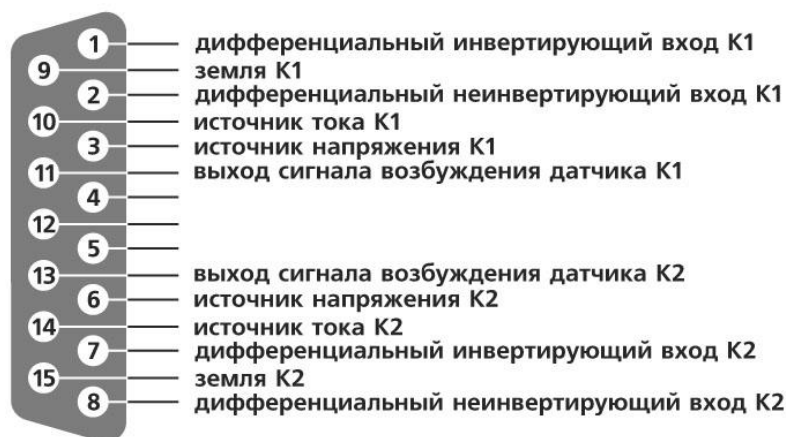 1 дифференциальный инвертирующий вход К1
9 земля К1
2 дифференциальный неинвертирующий вход К1
10 источник тока К1
3 источник напряжения К1
11 выход сигнала возбуждения датчика К1
4
12
5
13 выход сигнала возбуждения датчика К2
6 источник напряжения К2
14 источник тока К2
7 дифференциальный инвертирующий вход К2
15 земля К2
8 дифференциальный неинвертирующий вход К2